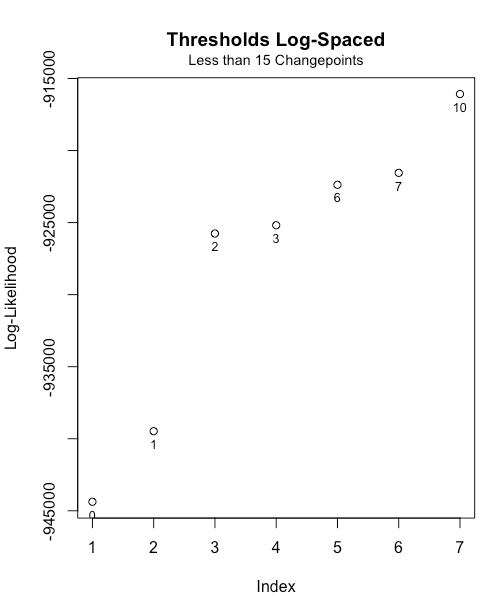 Thresholds Log-Spaced
Less than 15 Changepoints
Log-Likelihood
-915000
-925000
-935000
-945000
0
1
2
3
6
7
10
1 2 3 4 5 6 7
Index